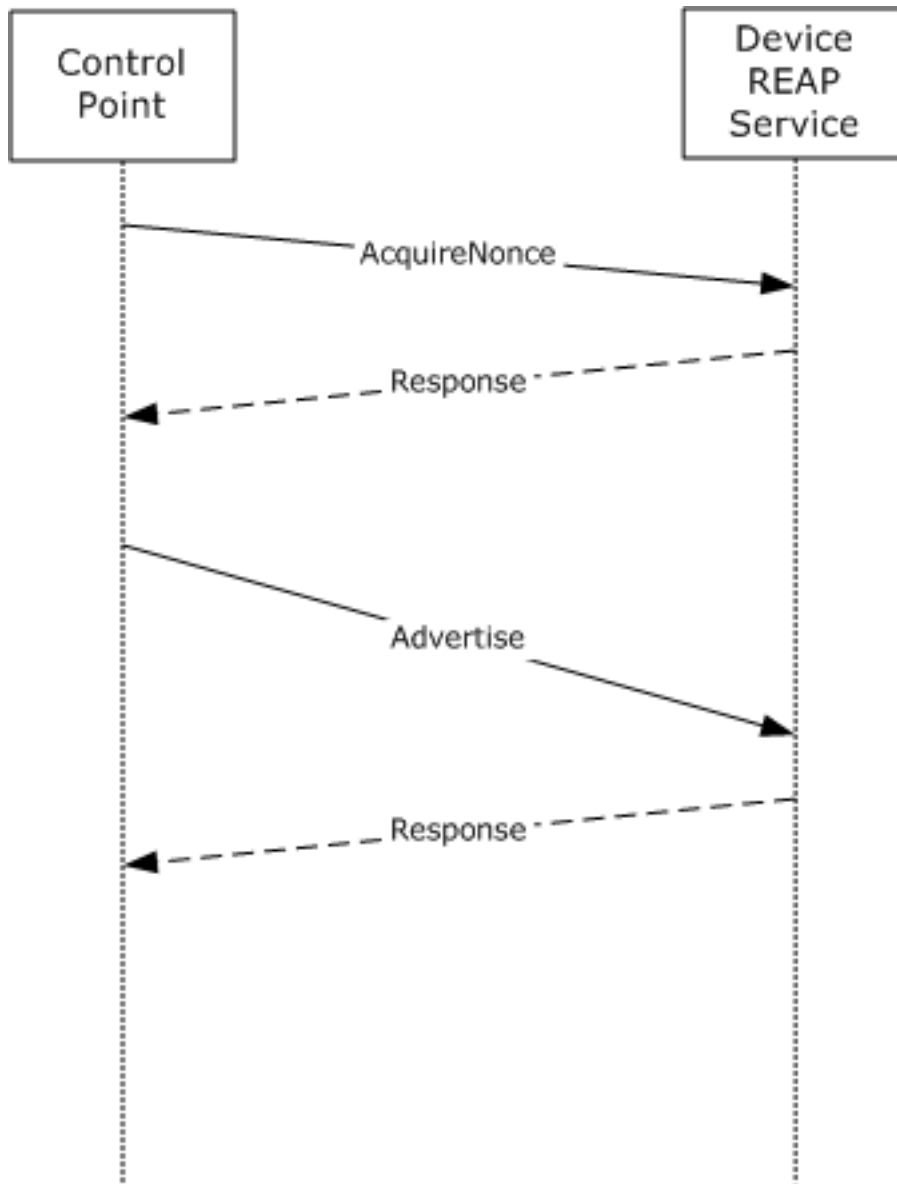 Control
Point
Device
REAP
Service
AcquireNonce
Response
Advertise
Response